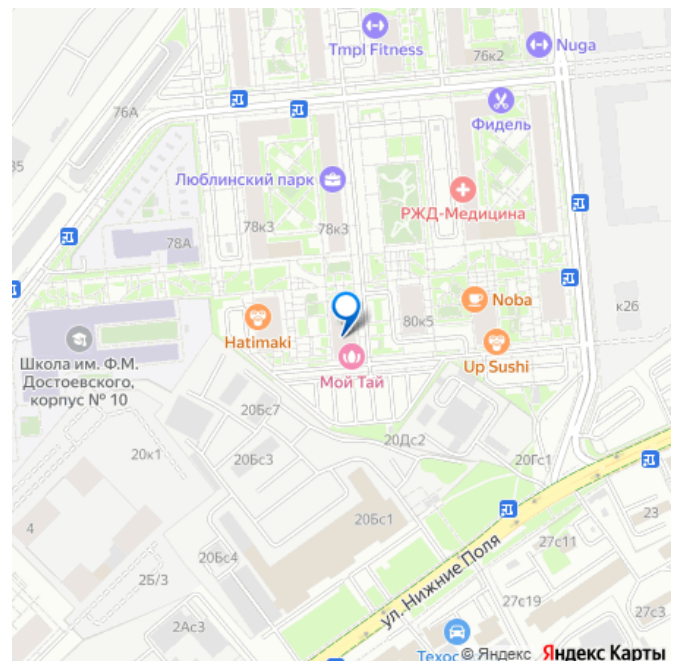 Tmpl Fitness
76к2
Nuga
76А
Фидель
Люблинский парк
РЖД-Медицина
78к3
78к3
78А
Noba
к26
80к5
Hatimaki
Up Sushi
Школа им. Ф.М.
Достоевского,
корпус № 10
Мой Тай
20Бс7
20Дс2
20к1
20Бс3
20Гс1
4
20Бс1
23
27с11
20Бс4
2Б/3
ул. Нижние Поля
27с19
27с3
2Ас3
Техос
© Яндекс Яндекс Карты